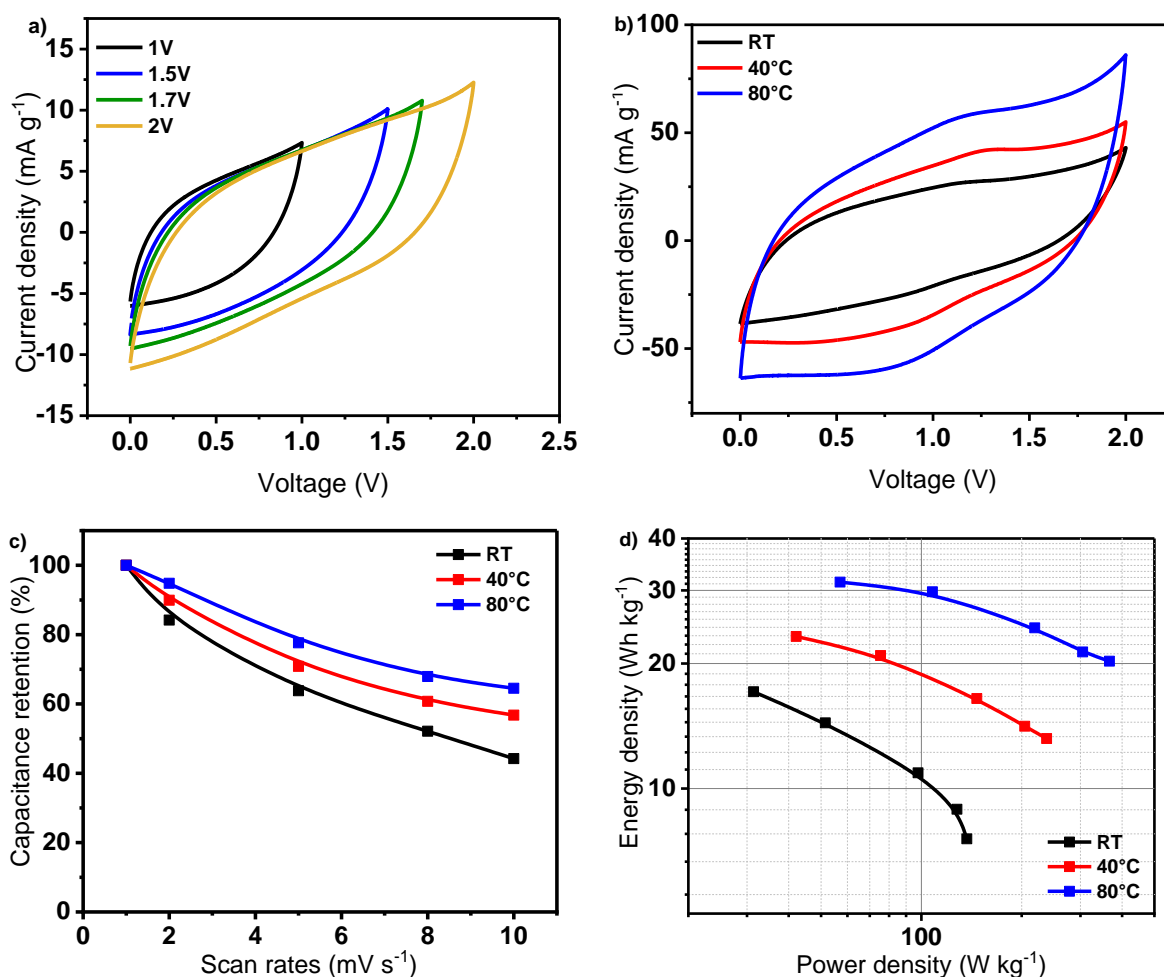 a)
1V
1.5V
1.7V
2V
15
10
5
0
-5
-10
-15
Current density (mA g⁻¹)
0.0 0.5 1.0 1.5 2.0 2.5
Voltage (V)
b)
RT
40°C
80°C
100
50
0
-50
Current density (mA g⁻¹)
0.0 0.5 1.0 1.5 2.0
Voltage (V)
c)
RT
40°C
80°C
100
80
60
40
20
0
Capacitance retention (%)
0 2 4 6 8 10
Scan rates (mV s⁻¹)
d)
40
30
20
10
Energy density (Wh kg⁻¹)
RT
40°C
80°C
100
Power density (W kg⁻¹)